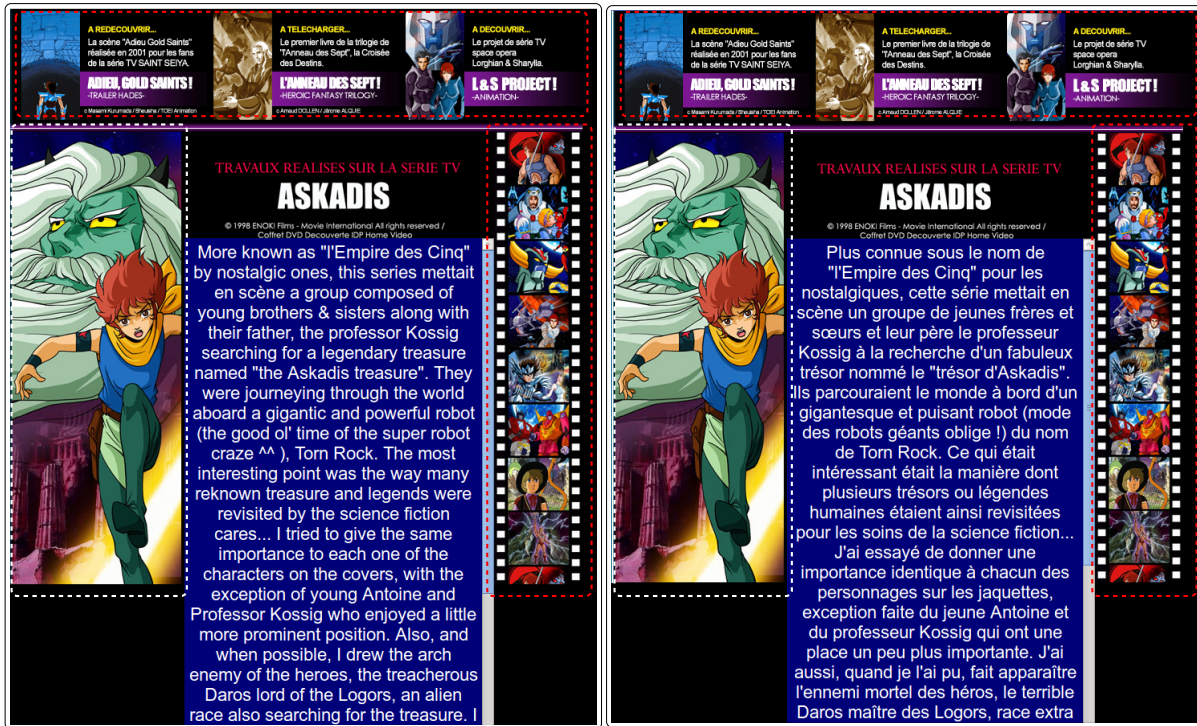 A REDECOUVRIR...
La scène "Adieu Gold Saints"
réalisée en 2001 pour les fans
de la série TV SAINT SEIYA.
ADIEU, GOLD SAINTS !
-TRAILER HADES-
c Masami Kurumada / Shueisha / TOEI Animation
A TELECHARGER...
Le premier livre de la trilogie de
"l'Anneau des Sept", la Croisée
des Destins.
L'ANNEAU DES SEPT !
-HEROIC FANTASY TRILOGY-
c Arnaud DOLLEN / Jérome ALQUIE
A DECOUVRIR...
Le projet de série TV
space opera
Lorghian & Sharylla.
L & S PROJECT !
-ANIMATION-
TRAVAUX REALISES SUR LA SERIE TV
ASKADIS
© 1998 ENOKI Films - Movie International All rights reserved /
Coffret DVD Decouverte IDP Home Video
More known as "l'Empire des Cinq"
by nostalgic ones, this series mettait
en scène a group composed of
young brothers & sisters along with
their father, the professor Kossig
searching for a legendary treasure
named "the Askadis treasure". They
were journeying through the world
aboard a gigantic and powerful robot
(the good ol' time of the super robot
craze ^^ ), Torn Rock. The most
interesting point was the way many
reknown treasure and legends were
revisited by the science fiction
cares... I tried to give the same
importance to each one of the
characters on the covers, with the
exception of young Antoine and
Professor Kossig who enjoyed a little
more prominent position. Also, and
when possible, I drew the arch
enemy of the heroes, the treacherous
Daros lord of the Logors, an alien
race also searching for the treasure. I
A REDECOUVRIR...
La scène "Adieu Gold Saints"
réalisée en 2001 pour les fans
de la série TV SAINT SEIYA.
ADIEU, GOLD SAINTS !
-TRAILER HADES-
c Masami Kurumada / Shueisha / TOEI Animation
A TELECHARGER...
Le premier livre de la trilogie de
"l'Anneau des Sept", la Croisée
des Destins.
L'ANNEAU DES SEPT !
-HEROIC FANTASY TRILOGY-
c Arnaud DOLLEN / Jérome ALQUIE
A DECOUVRIR...
Le projet de série TV
space opera
Lorghian & Sharylla.
L & S PROJECT !
-ANIMATION-
TRAVAUX REALISES SUR LA SERIE TV
ASKADIS
© 1998 ENOKI Films - Movie International All rights reserved /
Coffret DVD Decouverte IDP Home Video
Plus connue sous le nom de
"l'Empire des Cinq" pour les
nostalgiques, cette série mettait en
scène un groupe de jeunes frères et
sœurs et leur père le professeur
Kossig à la recherche d'un fabuleux
trésor nommé le "trésor d'Askadis".
Ils parcouraient le monde à bord d'un
gigantesque et puisant robot (mode
des robots géants oblige !) du nom
de Torn Rock. Ce qui était
intéressant était la manière dont
plusieurs trésors ou légendes
humaines étaient ainsi revisitées
pour les soins de la science fiction...
J'ai essayé de donner une
importance identique à chacun des
personnages sur les jaquettes,
exception faite du jeune Antoine et
du professeur Kossig qui ont une
place un peu plus importante. J'ai
aussi, quand je l'ai pu, fait apparaître
l'ennemi mortel des héros, le terrible
Daros maître des Logors, race extra